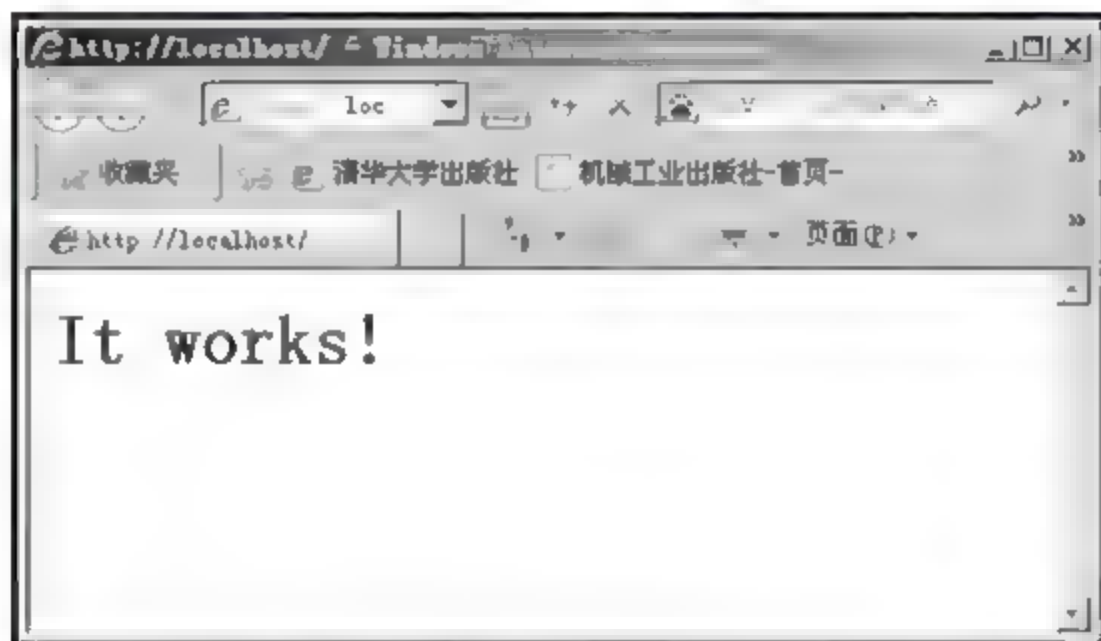 http://localhost/ - Windows
loc
收藏夹 清华大学出版社 机械工业出版社-首页-
http //localhost/ 页面(P)
It works!